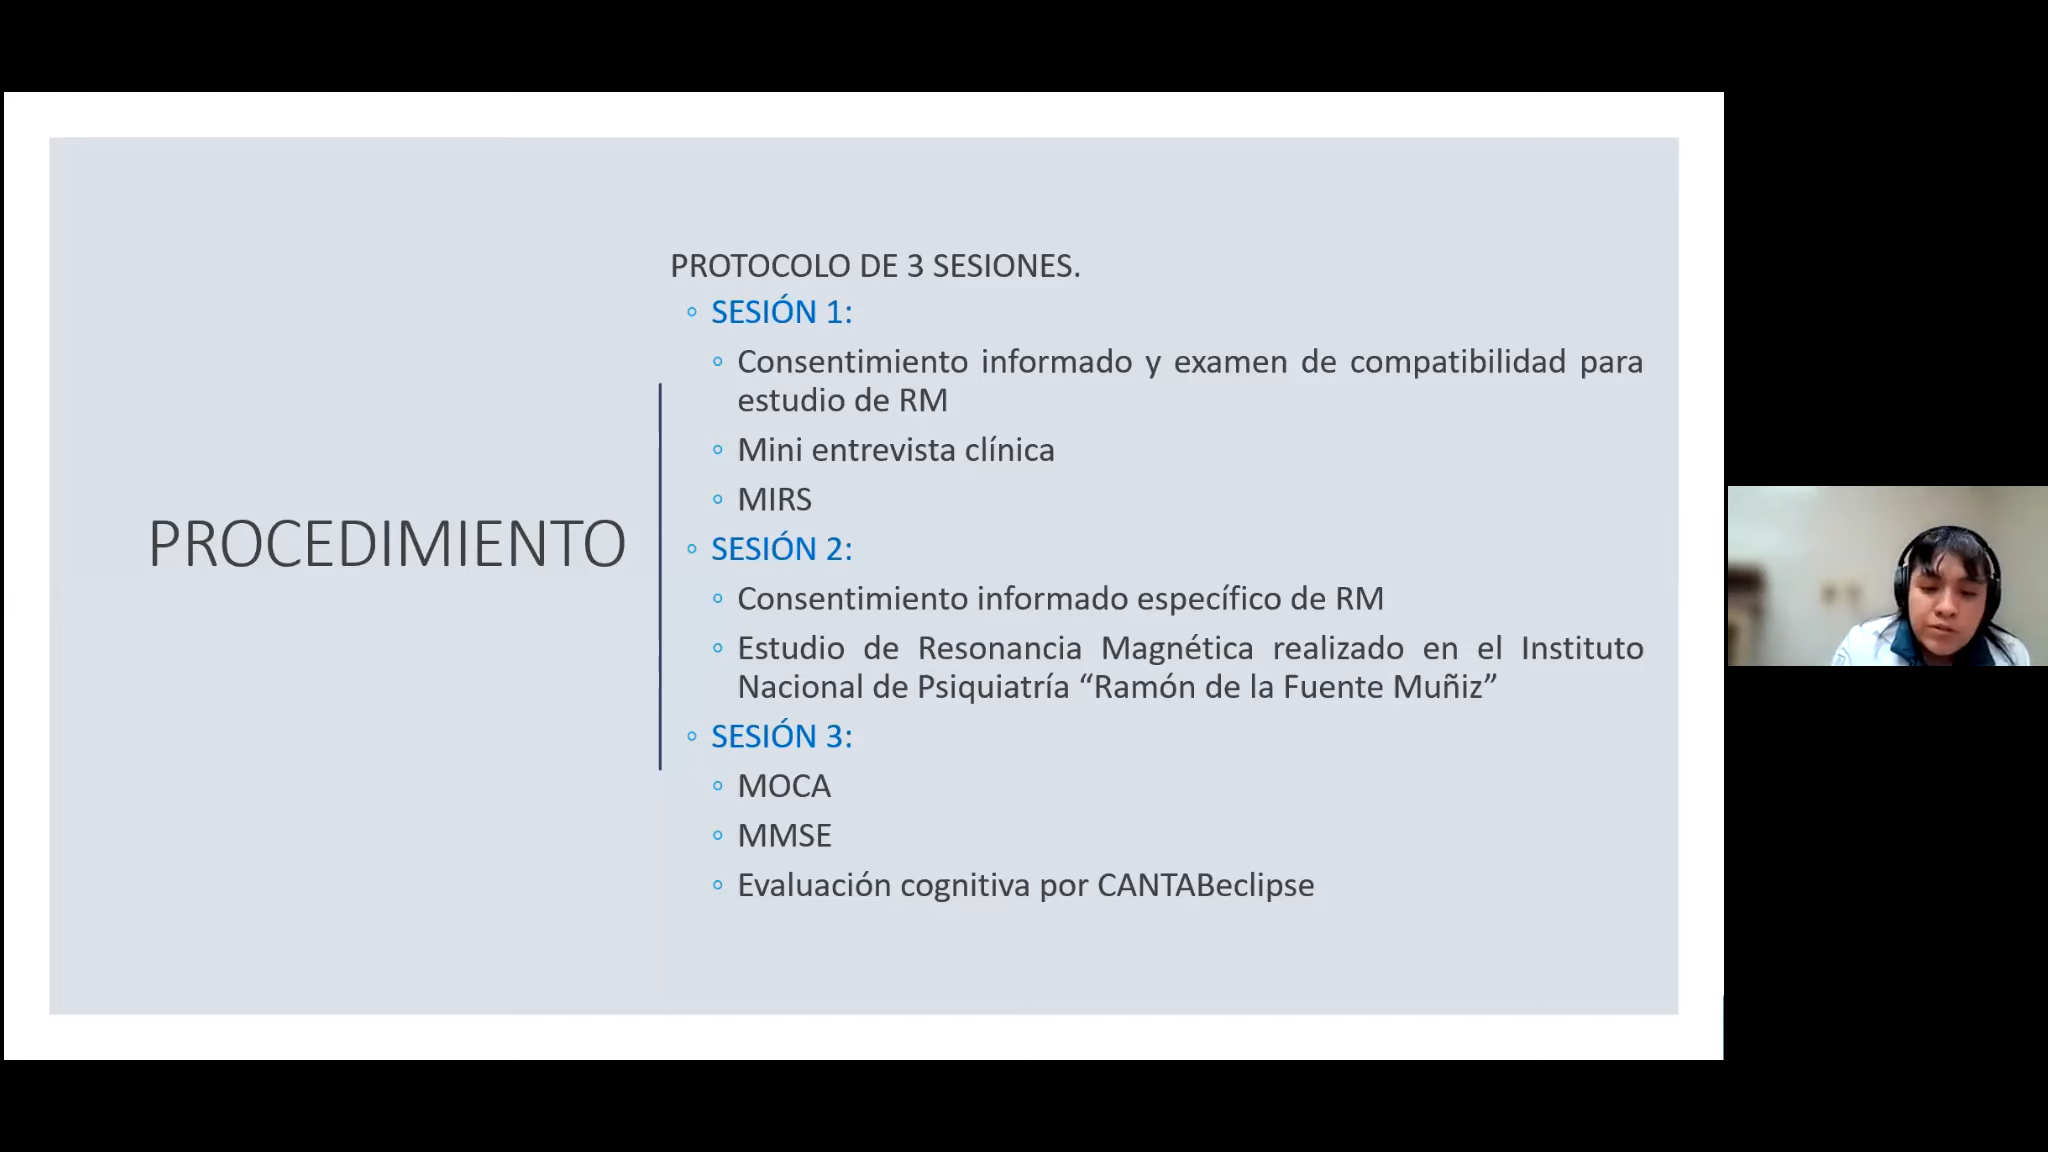 PROCEDIMIENTO
PROTOCOLO DE 3 SESIONES.
SESIÓN 1:
Consentimiento informado y examen de compatibilidad para
estudio de RM
Mini entrevista clínica
MIRS
SESIÓN 2:
Consentimiento informado específico de RM
Estudio de Resonancia Magnética realizado en el Instituto
Nacional de Psiquiatría “Ramón de la Fuente Muñiz”
SESIÓN 3:
MOCA
MMSE
Evaluación cognitiva por CANTABeclipse